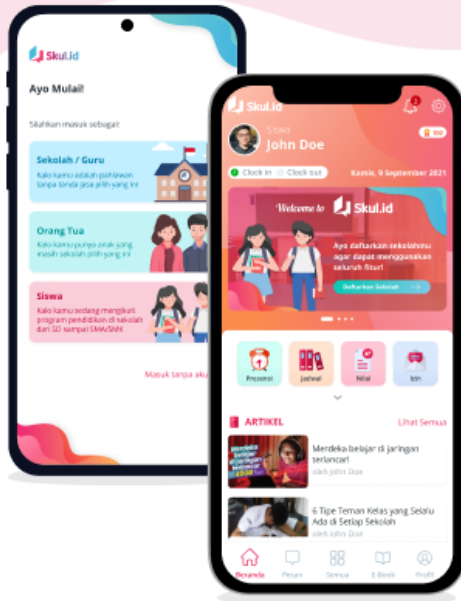 Skul.id
Ayo Mulai!
Silahkan masuk sebagai:
Sekolah / Guru
Kalo kamu adalah pahlawan
tanpa tanda jasa pilih yang ini
Orang Tua
Kalo kamu punya anak yang
masih sekolah pilih yang ini
Siswa
Kalo kamu sedang mengikuti
program pendidikan di sekolah
dari SD sampai SMA/SMK
Masuk tanpa aku
Skul.id
Siswa
John Doe
100
Clock in
Clock out
Kamis, 9 September 2021
Welcome to
Skul.id
Ayo daftarkan sekolahmu
agar dapat menggunakan
seluruh fitur!
Daftarkan Sekolah
Presensi
Jadwal
Nilai
Izin
ARTIKEL
Lihat Semua
Merdeka belajar di jaringan
terlancar!
oleh John Doe
6 Tipe Teman Kelas yang Selalu
Ada di Setiap Sekolah
oleh John Doe
Beranda
Pesan
Semua
E-Book
Profil